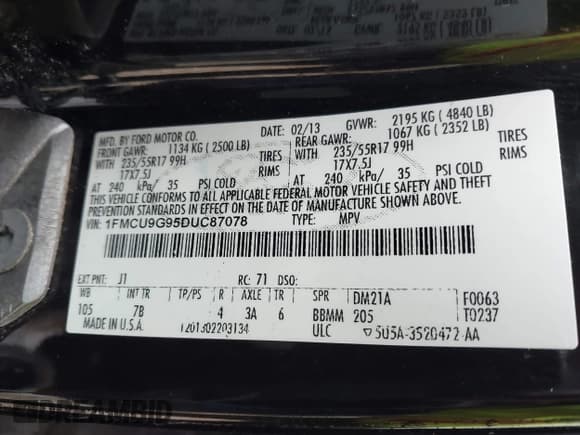 MFD. BY FORD MOTOR CO. DATE: 02/13 GVWR: 2195 KG ( 4840 LB)
FRONT GAWR: 1134 KG ( 2500 LB) REAR GAWR: 1067 KG ( 2352 LB)
WITH TIRES WITH TIRES
235/55R17 99H 235/55R17 99H
17X7.5J RIMS 17X7.5J RIMS
AT 240 kPa/ 35 PSI COLD AT 240 kPa/ 35 PSI COLD
THIS VEHICLE CONFORMS TO ALL APPLICABLE FEDERAL MOTOR VEHICLE SAFETY AND BUMPER AND THEFT
PREVENTION STANDARDS IN EFFECT ON THE DATE OF MANUFACTURE SHOWN ABOVE.
VIN: 1FMCU9G95DUC87078 TYPE: MPV
EXT PNT: J1 RC: 71 DSO:
WB INT TR TP/PS R AXLE TR SPR DM21A F0063
105 7B 4 3A 6 BBMM 205 T0237
MADE IN U.S.A. T201302203134 ULC 5U5A-3520472-AA
DREAMBID